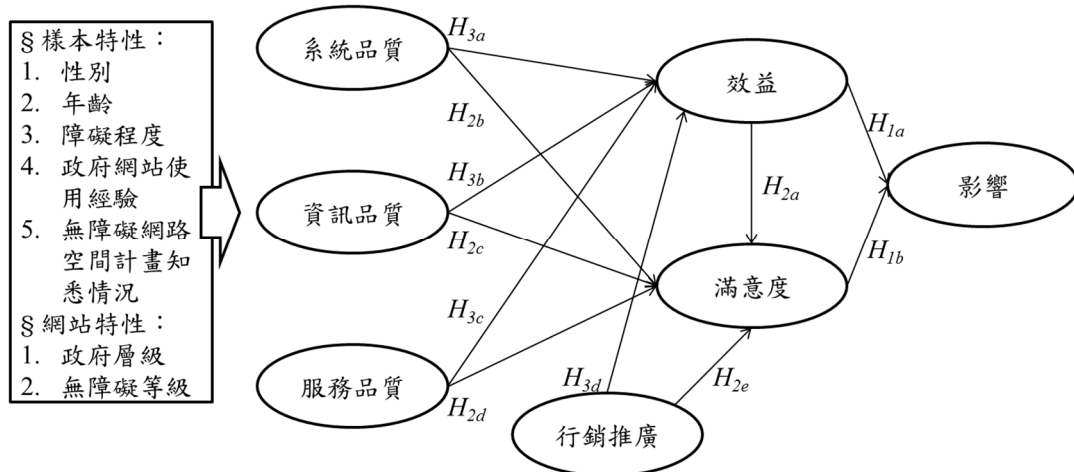 § 樣本特性：
1. 性別
2. 年齡
3. 障礙程度
4. 政府網站使
用經驗
5. 無障礙網路
空間計畫知
悉情況
§ 網站特性：
1. 政府層級
2. 無障礙等級
系統品質
資訊品質
服務品質
H3a
H2b
H3b
H2c
H3c
H2d
效益
H2a
滿意度
H3d
H2e
行銷推廣
H1a
影響
H1b